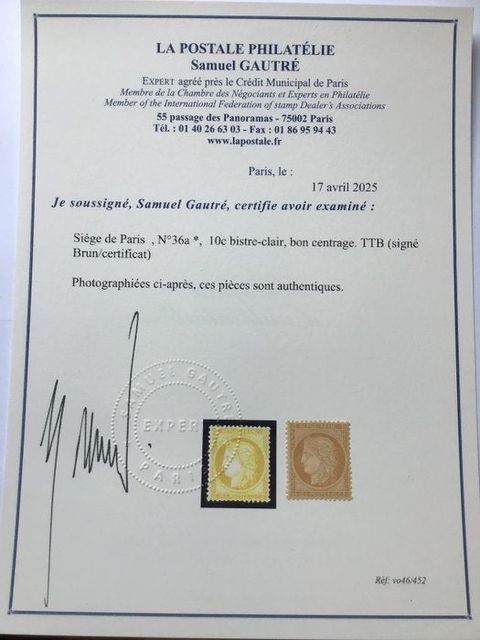 LA POSTALE PHILATÉLIE
Samuel GAUTRÉ
EXPERT agréé près le Crédit Municipal de Paris
Membre de la Chambre des Négociants et Experts en Philatélie
Member of the International Federation of stamp Dealer's Associations
55 passage des Panoramas - 75002 Paris
Tél. : 01 40 26 63 03 - Fax : 01 86 95 94 43
www.lapostale.fr
Paris, le :
17 avril 2025
Je soussigné, Samuel Gautré, certifie avoir examiné :
Siège de Paris , N°36a *, 10c bistre-clair, bon centrage. TTB (signé
Brun/certificat)
Photographiées ci-après, ces pièces sont authentiques.
SAMUEL GAUTRÉ
EXPERT
PARIS
Réf: vo46/452